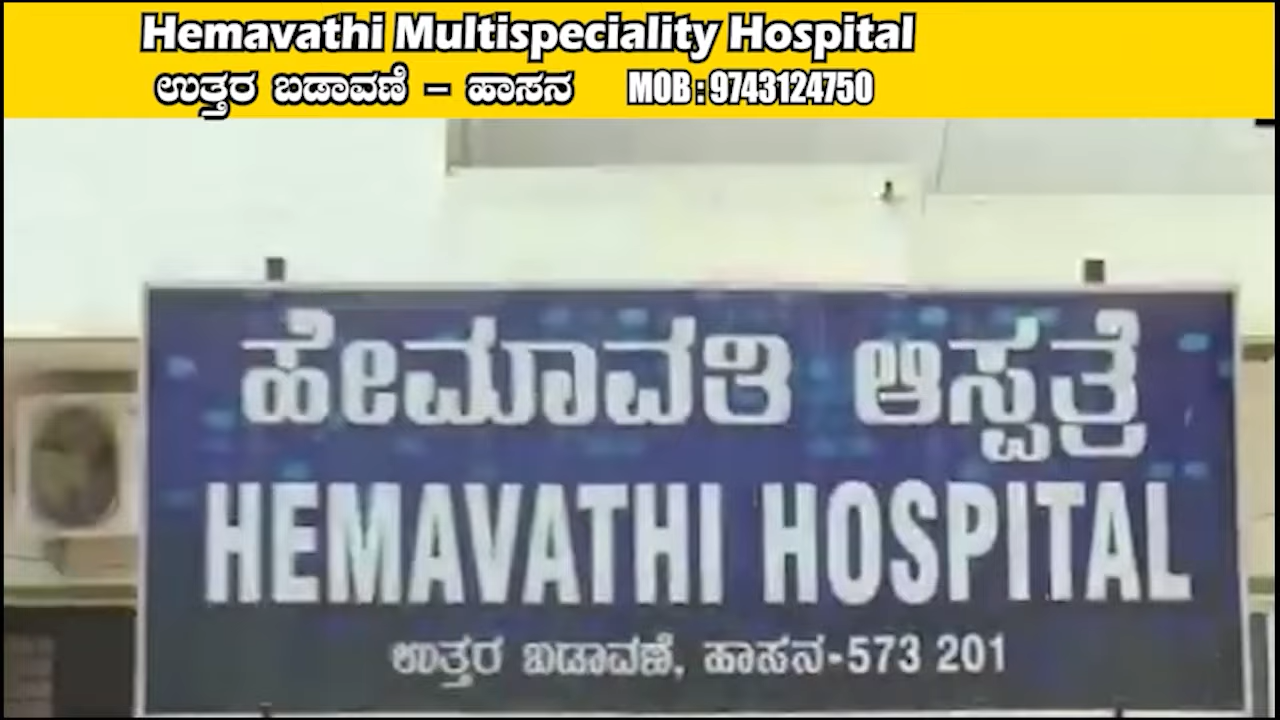 Hemavathi Multispeciality Hospital
ಉತ್ತರ ಬಡಾವಣೆ – ಹಾಸನ MOB : 9743124750
ಹೇಮಾವತಿ ಆಸ್ಪತ್ರೆ
HEMAVATHI HOSPITAL
ಉತ್ತರ ಬಡಾವಣೆ, ಹಾಸನ-573 201